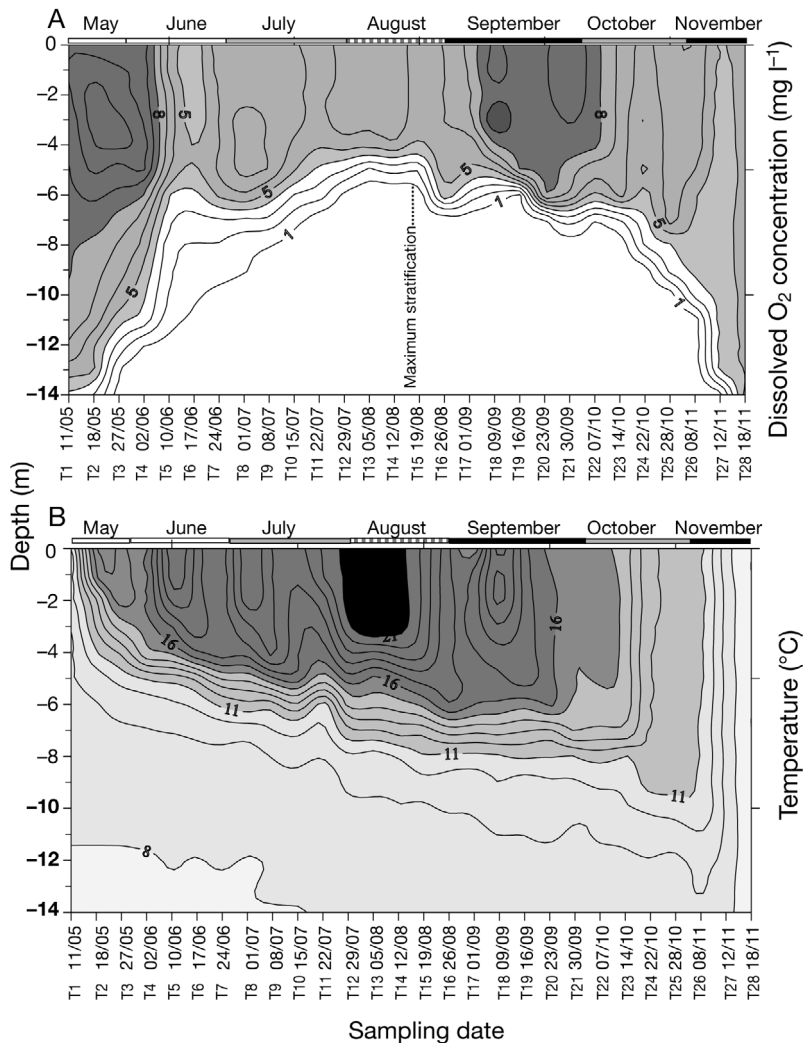 A
May June July August September October November
0
−2
−4
−6
−8
−10
−12
−14
8
5
8
5
5
5
5
1
1
1
Maximum stratification
Dissolved O₂ concentration (mg l⁻¹)
T1 11/05
T2 18/05
T3 27/05
T4 02/06
T5 10/06
T6 17/06
T7 24/06
T8 01/07
T9 08/07
T10 15/07
T11 22/07
T12 29/07
T13 05/08
T14 12/08
T15 19/08
T16 26/08
T17 01/09
T18 09/09
T19 16/09
T20 23/09
T21 30/09
T22 07/10
T23 14/10
T24 22/10
T25 28/10
T26 08/11
T27 12/11
T28 18/11
Depth (m)
B
May June July August September October November
0
−2
−4
−6
−8
−10
−12
−14
16
21
16
16
11
11
11
8
Temperature (°C)
T1 11/05
T2 18/05
T3 27/05
T4 02/06
T5 10/06
T6 17/06
T7 24/06
T8 01/07
T9 08/07
T10 15/07
T11 22/07
T12 29/07
T13 05/08
T14 12/08
T15 19/08
T16 26/08
T17 01/09
T18 09/09
T19 16/09
T20 23/09
T21 30/09
T22 07/10
T23 14/10
T24 22/10
T25 28/10
T26 08/11
T27 12/11
T28 18/11
Sampling date